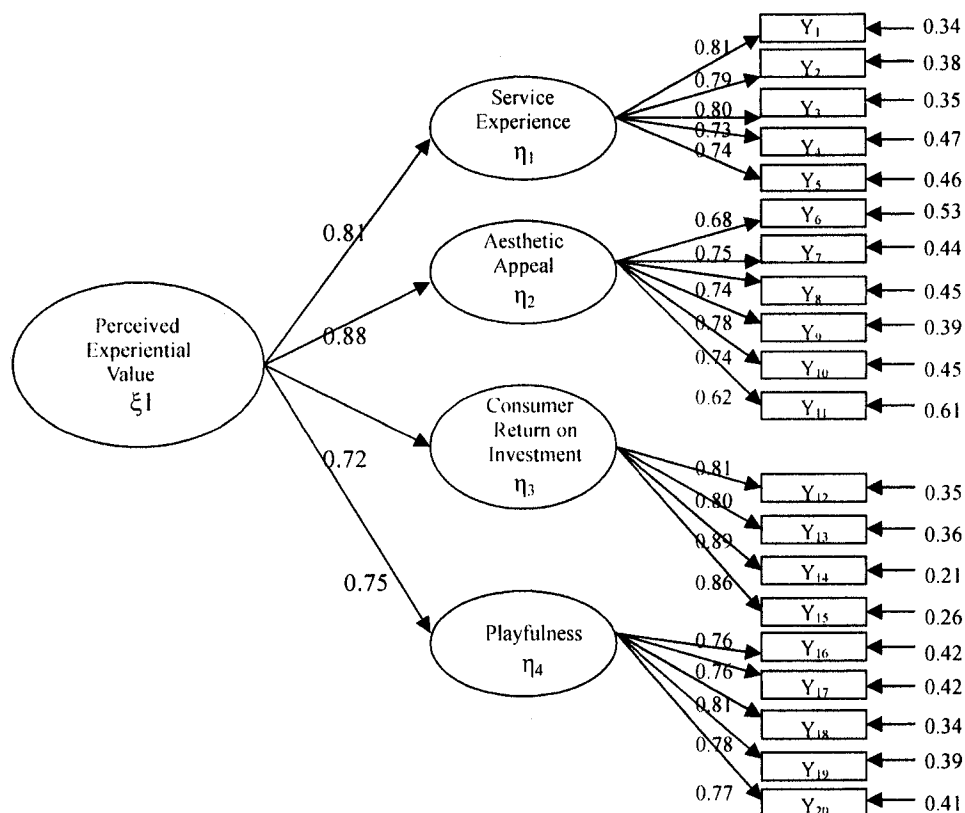 Perceived
Experiential
Value
ξ1
0.81
0.88
0.72
0.75
Service
Experience
η1
Aesthetic
Appeal
η2
Consumer
Return on
Investment
η3
Playfulness
η4
0.81
0.79
0.80
0.73
0.74
0.68
0.75
0.74
0.78
0.74
0.62
0.81
0.80
0.89
0.86
0.76
0.76
0.81
0.78
0.77
Y1
Y2
Y3
Y4
Y5
Y6
Y7
Y8
Y9
Y10
Y11
Y12
Y13
Y14
Y15
Y16
Y17
Y18
Y19
Y20
0.34
0.38
0.35
0.47
0.46
0.53
0.44
0.45
0.39
0.45
0.61
0.35
0.36
0.21
0.26
0.42
0.42
0.34
0.39
0.41